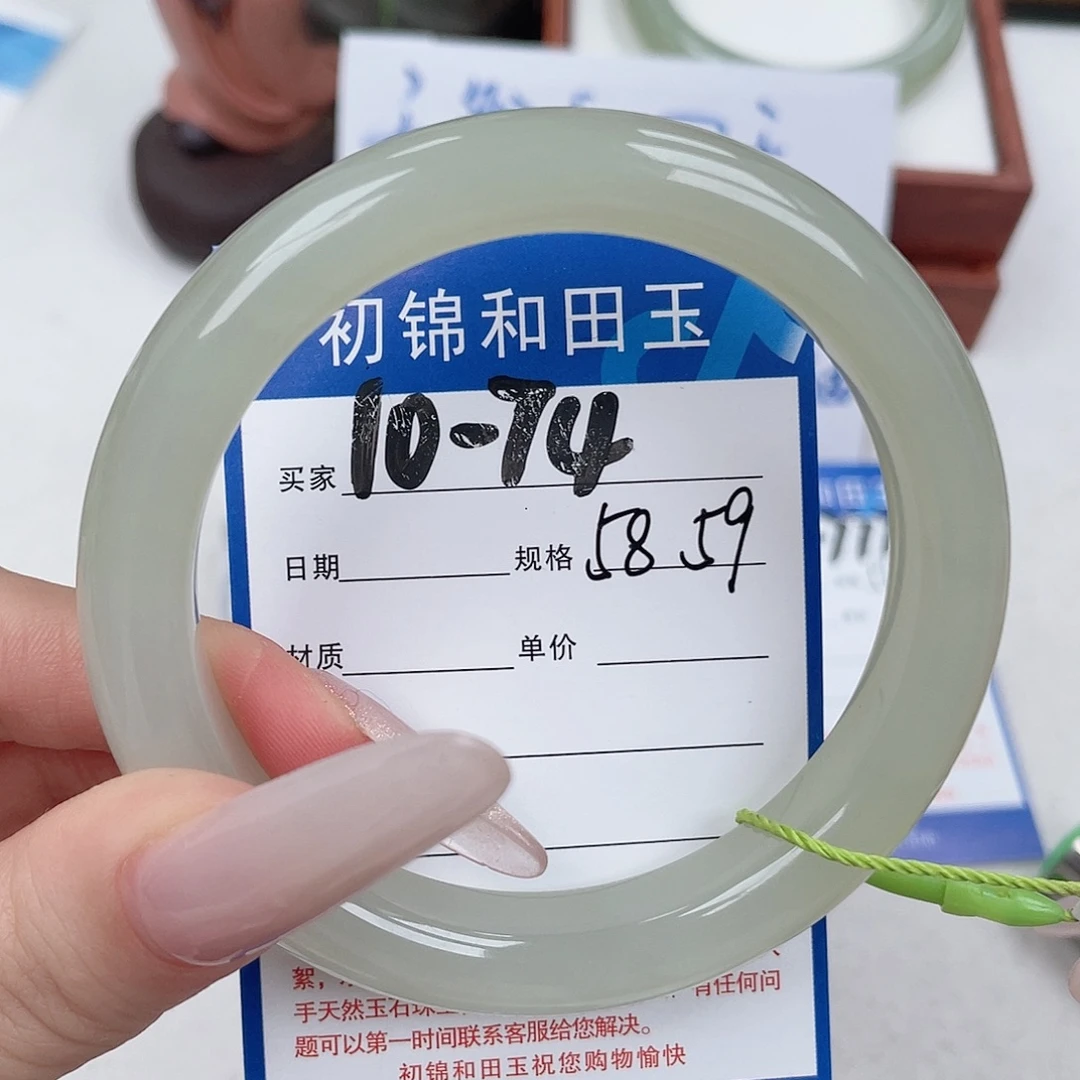 初锦和田玉
买家 10-74
日期 规格 58 59
材质 单价
絮，
有任何问
手天然玉石
题可以第一时间联系客服给您解决。
初锦和田玉祝您购物愉快